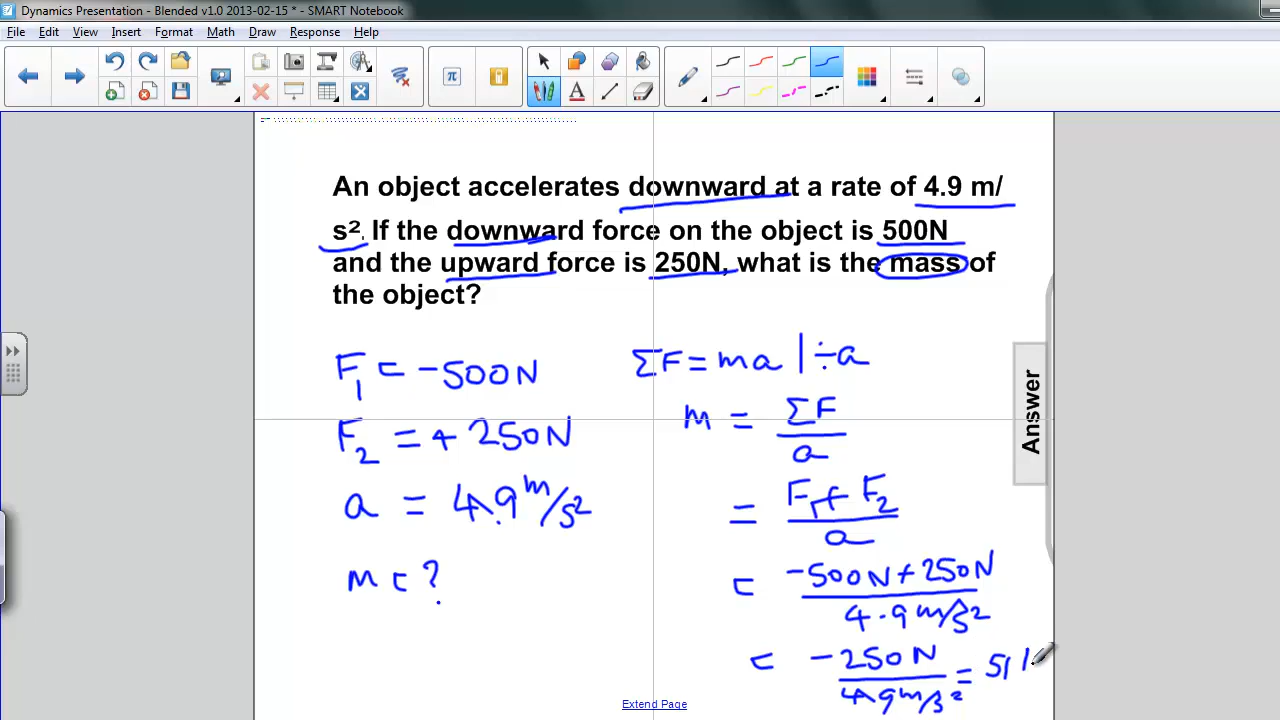 Dynamics Presentation - Blended v1.0 2013-02-15 * - SMART Notebook
File Edit View Insert Format Math Draw Response Help
An object accelerates downward at a rate of 4.9 m/
s². If the downward force on the object is 500N
and the upward force is 250N, what is the mass of
the object?
F₁ = -500N
F₂ = +250N
a = 4.9 m/s²
m = ?
ΣF = ma | ÷a
m = ΣF / a
= F₁ + F₂ / a
= -500N + 250N / 4.9 m/s²
= -250N / 4.9 m/s² = 51
Answer
Extend Page